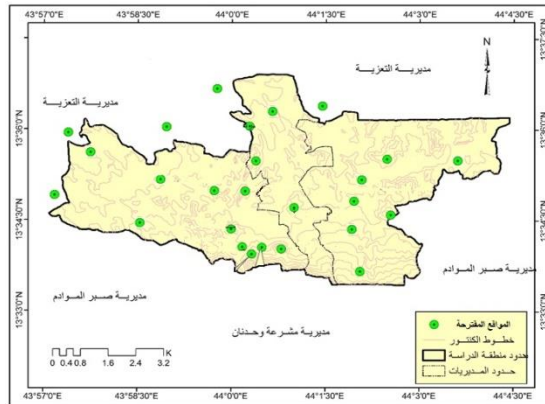 43°57'0"E 43°58'30"E 44°0'0"E 44°1'30"E 44°3'0"E 44°4'30"E
N
مديرية التعزية
مديرية التعزية
13°36'0"N
13°34'30"N
13°33'0"N
مديرية صبر الموادم
مديرية صبر الموادم
مديرية مشرعة وحدنان
المواقع المقترحة
خطوط الكنتور
حدود منطقة الدراسة
حدود المديريات
0 0.4 0.8 1.6 2.4 3.2 K
43°57'0"E 43°58'30"E 44°0'0"E 44°1'30"E 44°3'0"E 44°4'30"E